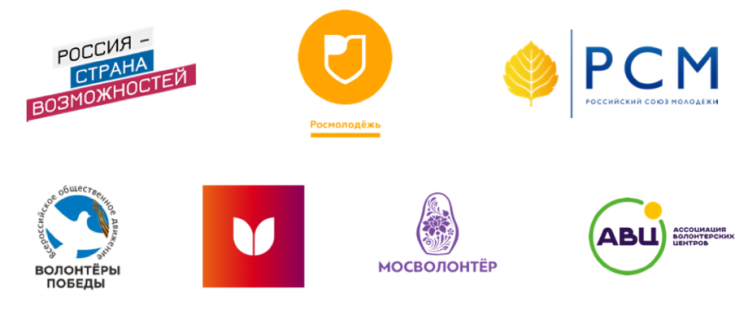 РОССИЯ –
СТРАНА
ВОЗМОЖНОСТЕЙ
Росмолодёжь
РСМ
РОССИЙСКИЙ СОЮЗ МОЛОДЕЖИ
Всероссийское общественное движение
ВОЛОНТЁРЫ
ПОБЕДЫ
МОСВОЛОНТЁР
АВЦ
АССОЦИАЦИЯ
ВОЛОНТЕРСКИХ
ЦЕНТРОВ